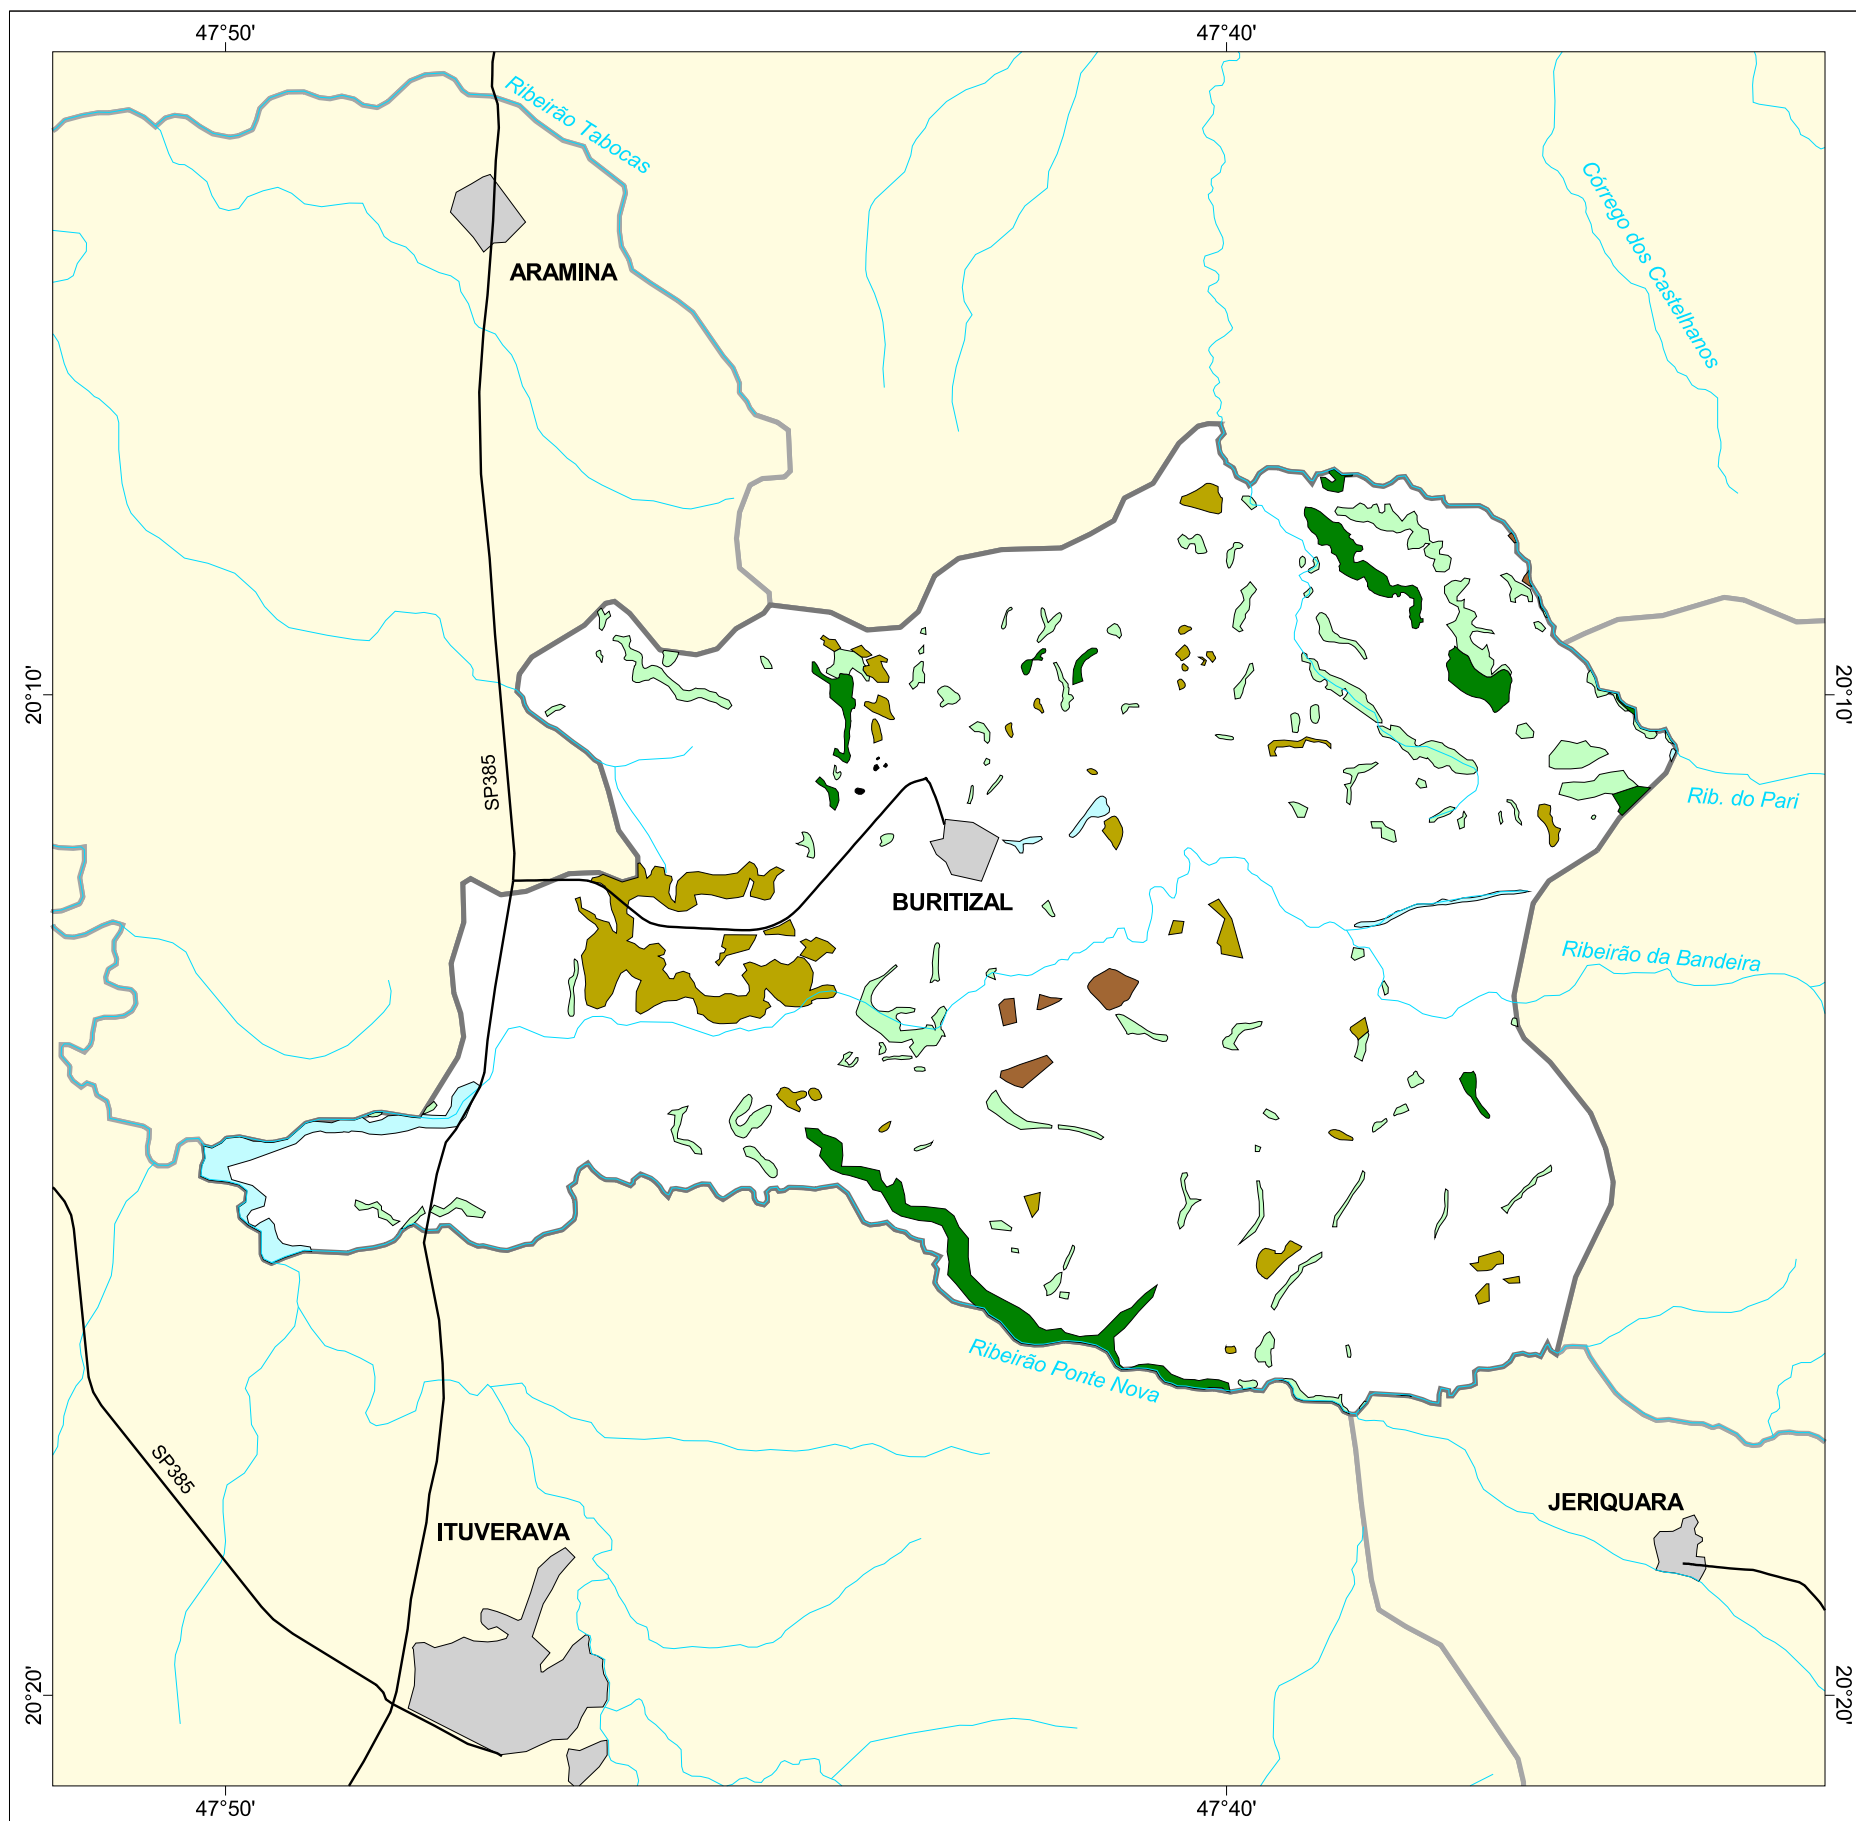 47°50'
47°40'
Ribeirão Tabocas
Córrego dos Castelhanos
ARAMINA
20°10'
20°10'
SP385
Rib. do Pari
BURITIZAL
Ribeirão da Bandeira
Ribeirão Ponte Nova
SP385
JERIQUARA
ITUVERAVA
20°20'
20°20'
47°50'
47°40'